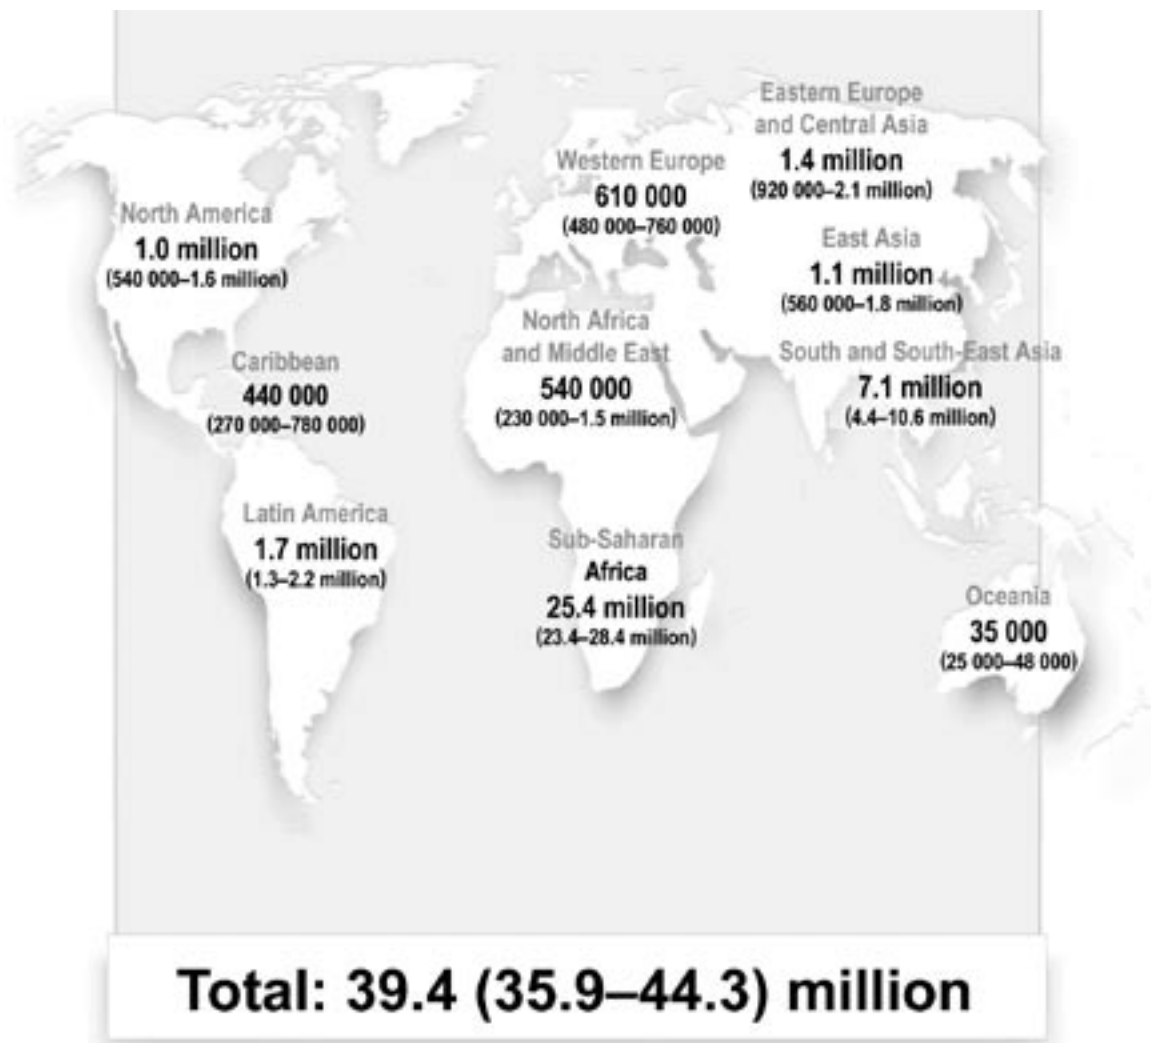 Eastern Europe
and Central Asia
1.4 million
(920 000–2.1 million)
Western Europe
610 000
(480 000–760 000)
North America
1.0 million
(540 000–1.6 million)
East Asia
1.1 million
(560 000–1.8 million)
North Africa
and Middle East
540 000
(230 000–1.5 million)
Caribbean
440 000
(270 000–780 000)
South and South-East Asia
7.1 million
(4.4–10.6 million)
Latin America
1.7 million
(1.3–2.2 million)
Sub-Saharan
Africa
25.4 million
(23.4–28.4 million)
Oceania
35 000
(25 000–48 000)
Total: 39.4 (35.9–44.3) million